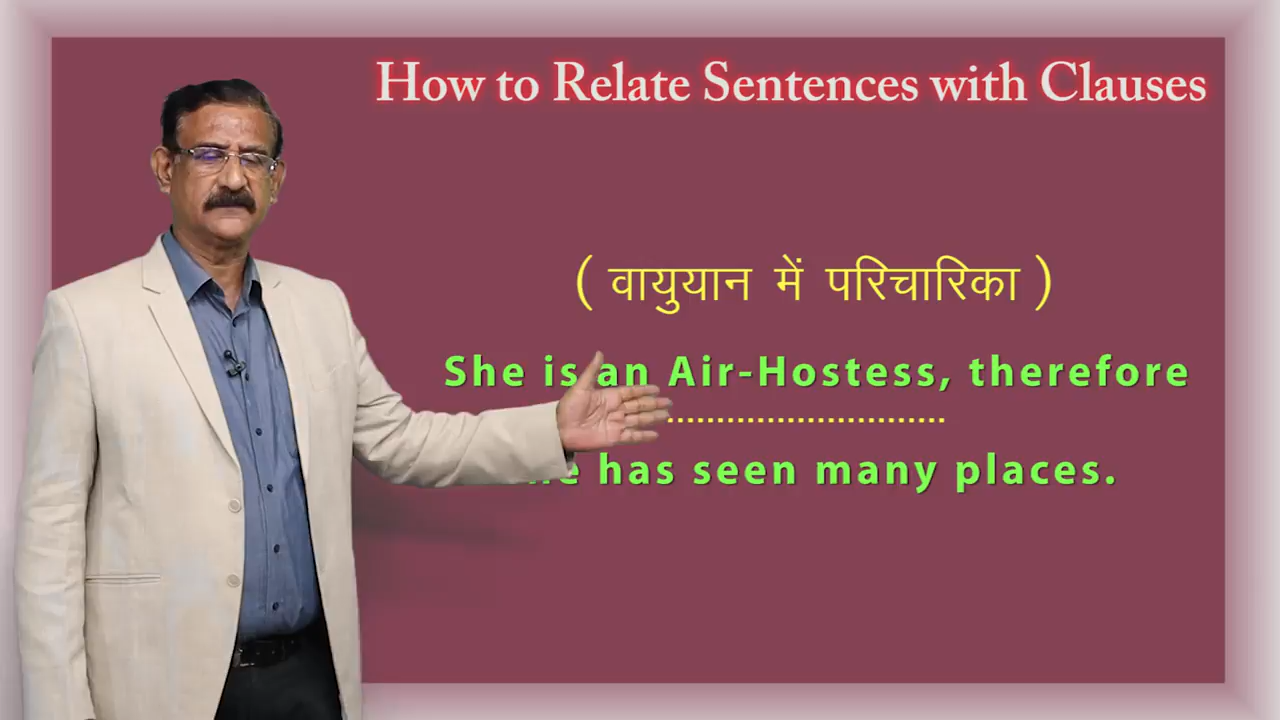 How to Relate Sentences with Clauses
( वायुयान में परिचारिका )
She is an Air-Hostess, therefore
............................
has seen many places.